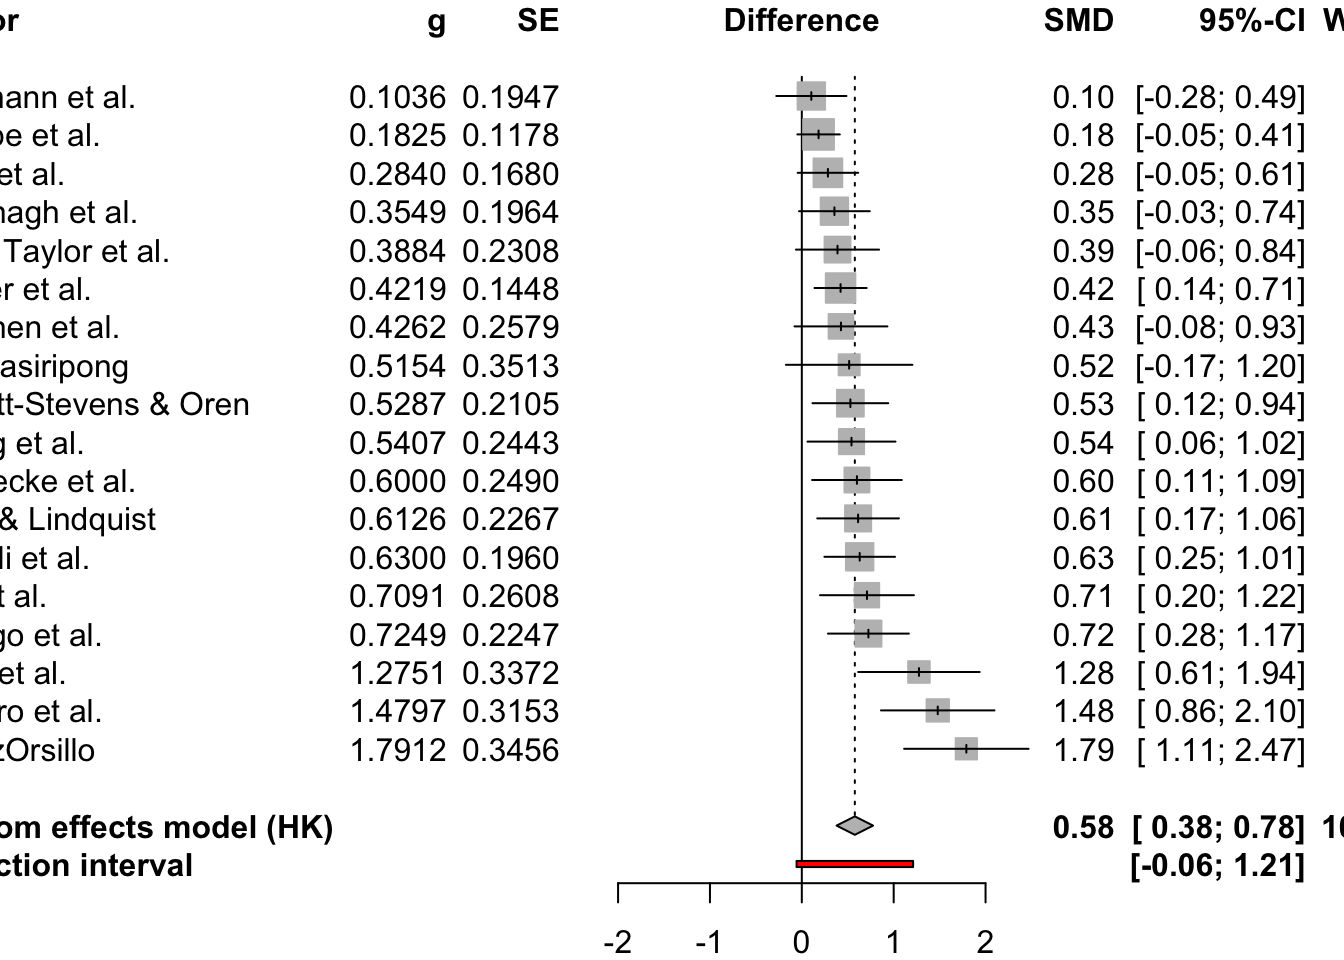 or g SE Difference SMD 95%-CI W
mann et al. 0.1036 0.1947 0.10 [-0.28; 0.49]
be et al. 0.1825 0.1178 0.18 [-0.05; 0.41]
et al. 0.2840 0.1680 0.28 [-0.05; 0.61]
nagh et al. 0.3549 0.1964 0.35 [-0.03; 0.74]
Taylor et al. 0.3884 0.2308 0.39 [-0.06; 0.84]
er et al. 0.4219 0.1448 0.42 [ 0.14; 0.71]
hen et al. 0.4262 0.2579 0.43 [-0.08; 0.93]
asiripong 0.5154 0.3513 0.52 [-0.17; 1.20]
tt-Stevens & Oren 0.5287 0.2105 0.53 [ 0.12; 0.94]
g et al. 0.5407 0.2443 0.54 [ 0.06; 1.02]
ecke et al. 0.6000 0.2490 0.60 [ 0.11; 1.09]
& Lindquist 0.6126 0.2267 0.61 [ 0.17; 1.06]
li et al. 0.6300 0.1960 0.63 [ 0.25; 1.01]
t al. 0.7091 0.2608 0.71 [ 0.20; 1.22]
go et al. 0.7249 0.2247 0.72 [ 0.28; 1.17]
et al. 1.2751 0.3372 1.28 [ 0.61; 1.94]
ro et al. 1.4797 0.3153 1.48 [ 0.86; 2.10]
zOrsillo 1.7912 0.3456 1.79 [ 1.11; 2.47]
om effects model (HK) 0.58 [ 0.38; 0.78] 10
ction interval [-0.06; 1.21]
-2 -1 0 1 2